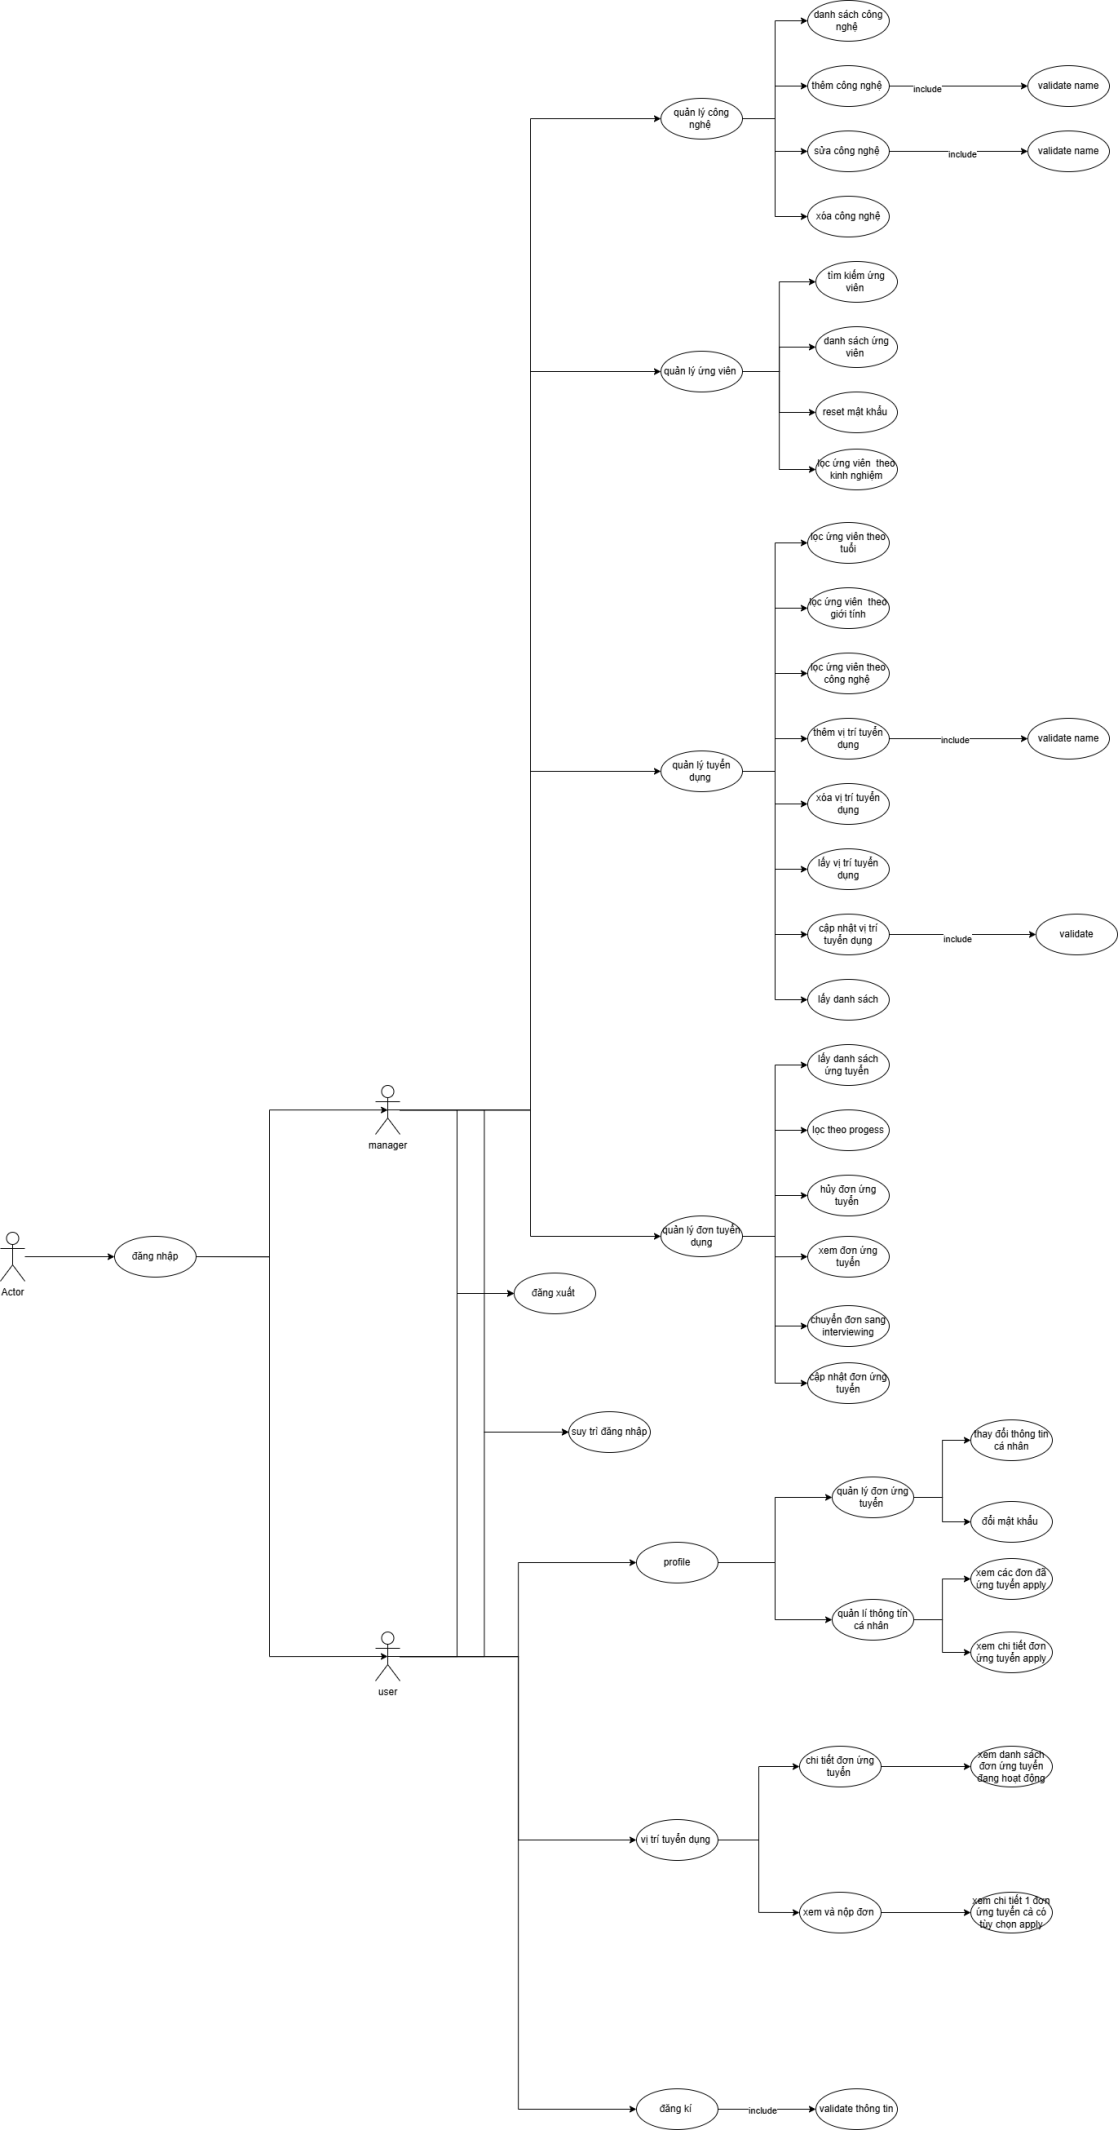 danh sách công
nghệ
thêm công nghệ
include
validate name
quản lý công
nghệ
sửa công nghệ
include
validate name
xóa công nghệ
tìm kiếm ứng
viên
danh sách ứng
viên
quản lý ứng viên
reset mật khẩu
lọc ứng viên  theo
kinh nghiệm
lọc ứng viên theo
tuổi
lọc ứng viên  theo
giới tính
lọc ứng viên theo
công nghệ
thêm vị trí tuyển
dụng
include
validate name
quản lý tuyển
dụng
xóa vị trí tuyển
dụng
lấy vị trí tuyển
dụng
cập nhật vị trí
tuyển dụng
include
validate
lấy danh sách
lấy danh sách
ứng tuyển
manager
lọc theo progess
hủy đơn ứng
tuyển
quản lý đơn tuyển
dụng
xem đơn ứng
tuyển
Actor
đăng nhập
đăng xuất
chuyển đơn sang
interviewing
cập nhật đơn ứng
tuyển
suy trì đăng nhập
thay đổi thông tin
cá nhân
quản lý đơn ứng
tuyển
đổi mật khẩu
profile
xem các đơn đã
ứng tuyển apply
quản lí thông tín
cá nhân
xem chi tiết đơn
ứng tuyển apply
user
chi tiết đơn ứng
tuyển
xem danh sách
đơn ứng tuyển
đang hoạt động
vị trí tuyển dụng
xem và nộp đơn
xem chi tiết 1 đơn
ứng tuyển cả có
tùy chọn apply
đăng kí
include
validate thông tin